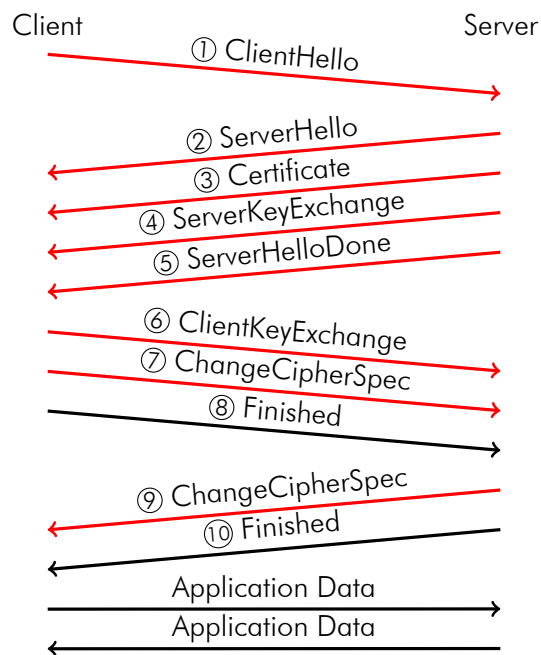 Client
Server
① ClientHello
② ServerHello
③ Certificate
④ ServerKeyExchange
⑤ ServerHelloDone
⑥ ClientKeyExchange
⑦ ChangeCipherSpec
⑧ Finished
⑨ ChangeCipherSpec
⑩ Finished
Application Data
Application Data